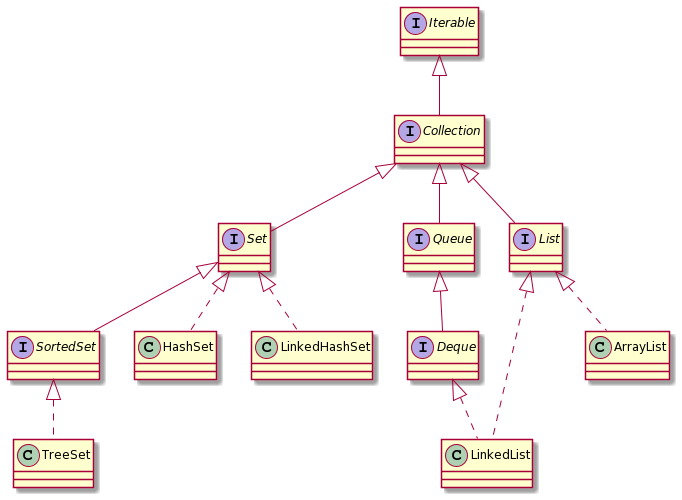 I Iterable
I Collection
I Set
I Queue
I List
I SortedSet
C HashSet
C LinkedHashSet
I Deque
C ArrayList
C TreeSet
C LinkedList